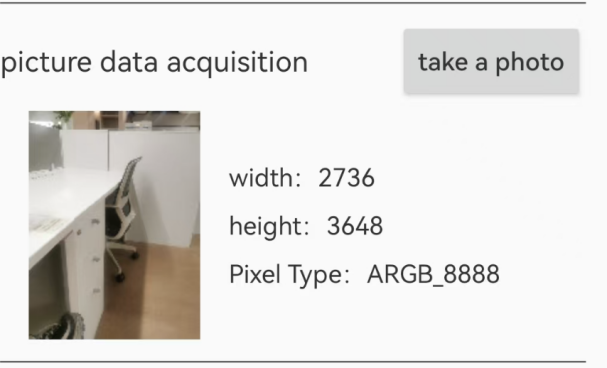 picture data acquisition
take a photo
width: 2736
height: 3648
Pixel Type: ARGB_8888